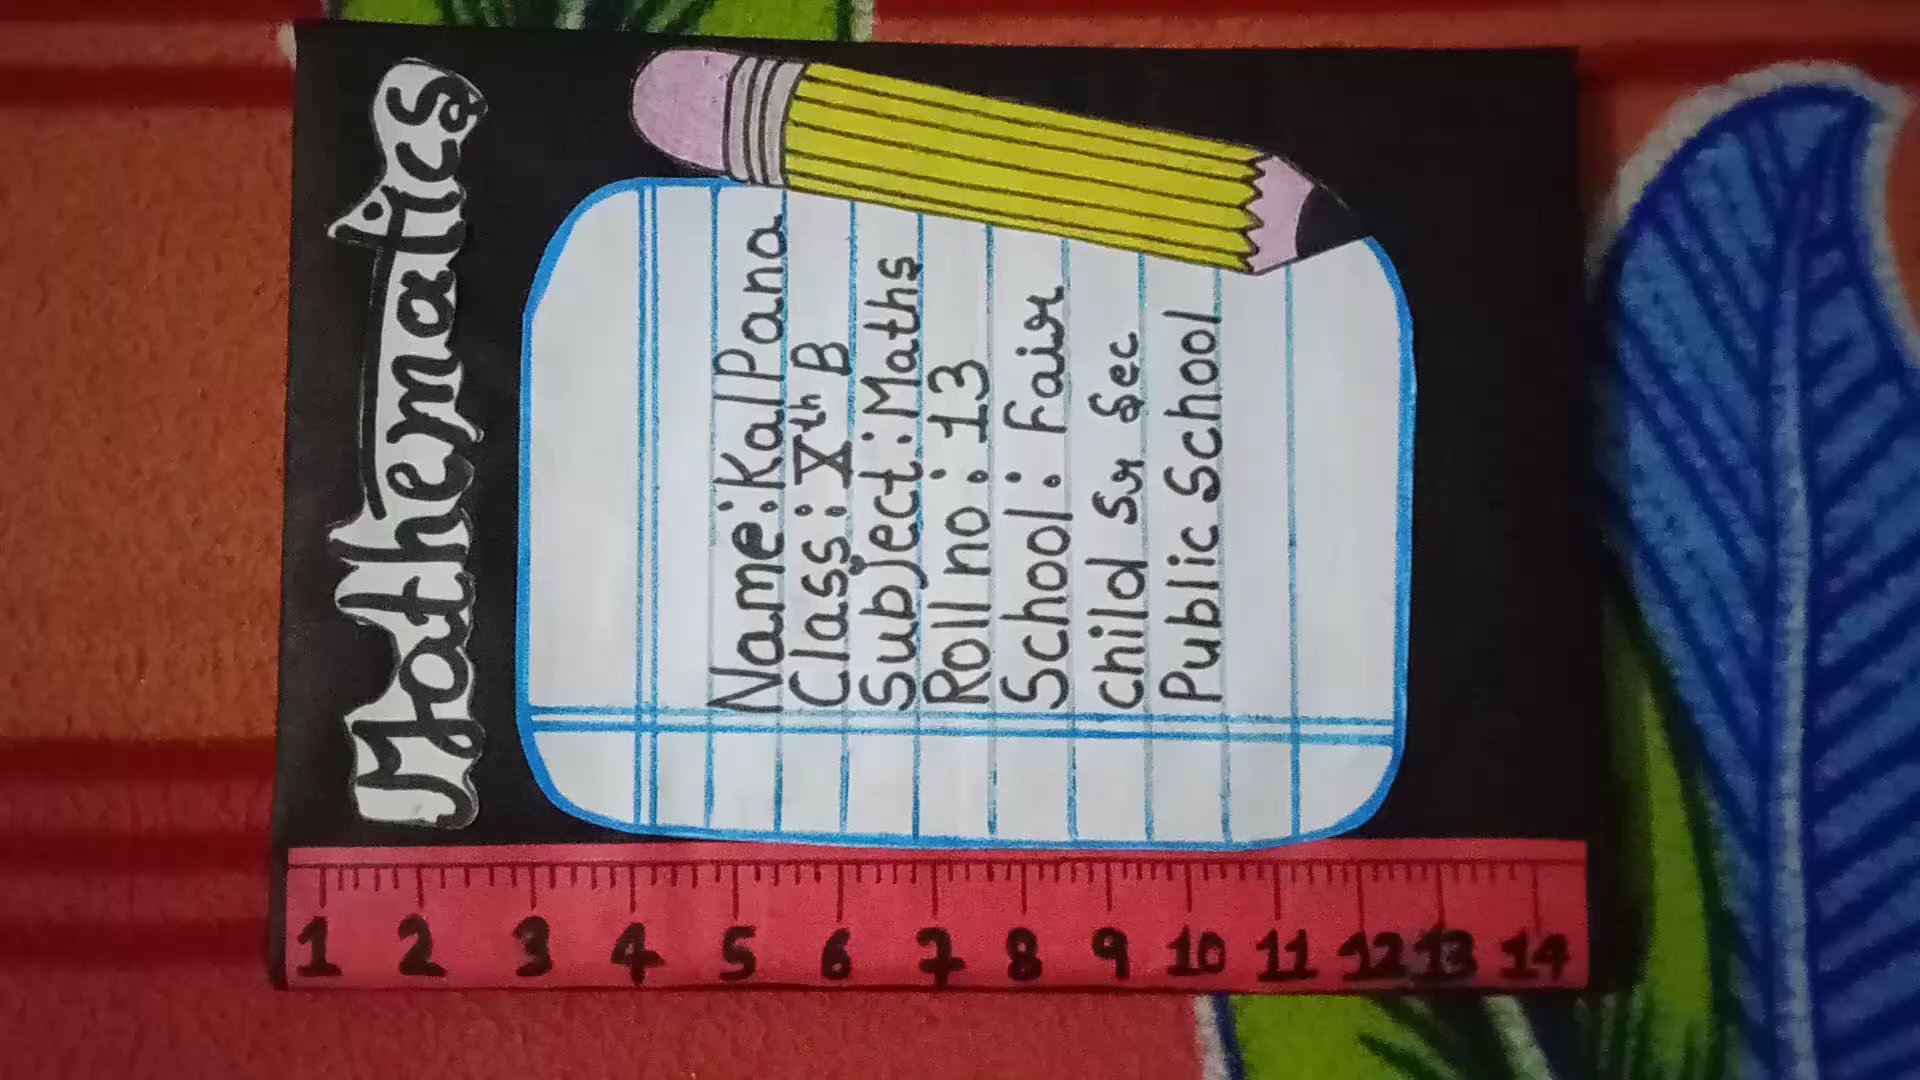 Mathematics
Name:KalPana
Class: Xth B
Subject:Maths
Roll no: 13
School: Fair
child Sr Sec
Public School
1 2 3 4 5 6 7 8 9 10 11 12 13 14